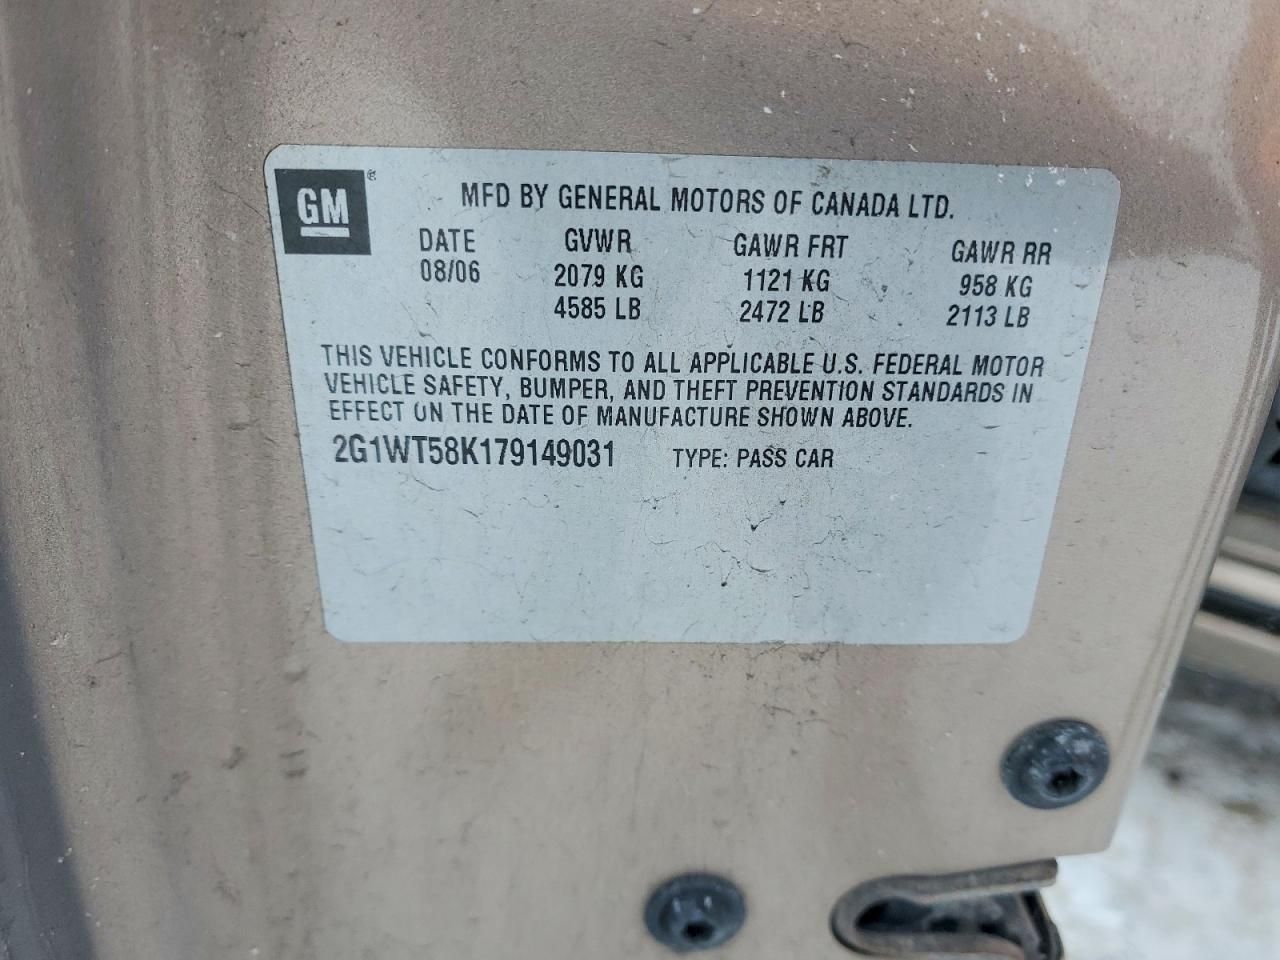 GM®
MFD BY GENERAL MOTORS OF CANADA LTD.
DATE GVWR GAWR FRT GAWR RR
08/06 2079 KG 1121 KG 958 KG
4585 LB 2472 LB 2113 LB
THIS VEHICLE CONFORMS TO ALL APPLICABLE U.S. FEDERAL MOTOR
VEHICLE SAFETY, BUMPER, AND THEFT PREVENTION STANDARDS IN
EFFECT ON THE DATE OF MANUFACTURE SHOWN ABOVE.
2G1WT58K179149031 TYPE: PASS CAR